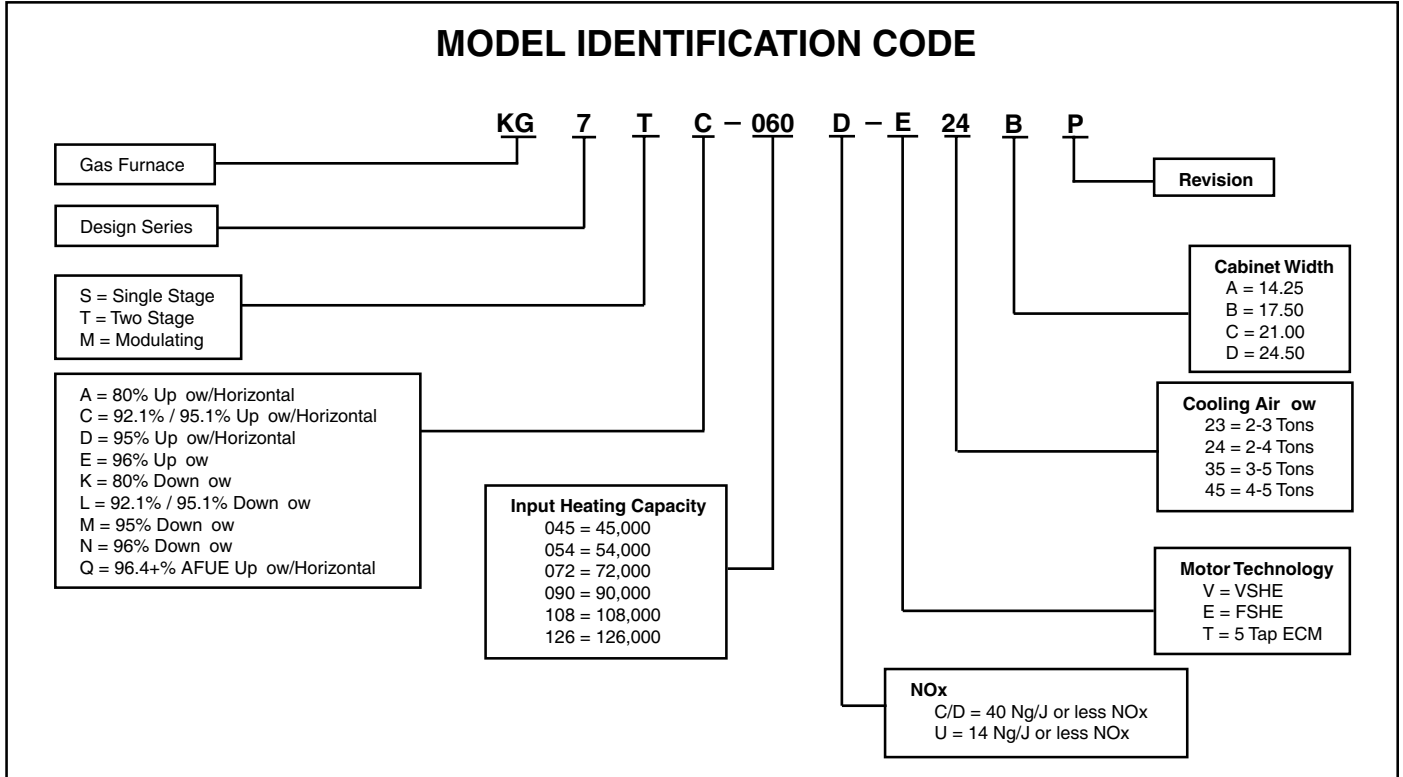 MODEL IDENTIFICATION CODE
KG 7 T C – 060 D – E 24 B P
Gas Furnace
Design Series
S = Single Stage
T = Two Stage
M = Modulating
A = 80% Up ow/Horizontal
C = 92.1% / 95.1% Up ow/Horizontal
D = 95% Up ow/Horizontal
E = 96% Up ow
K = 80% Down ow
L = 92.1% / 95.1% Down ow
M = 95% Down ow
N = 96% Down ow
Q = 96.4+% AFUE Up ow/Horizontal
Input Heating Capacity
045 = 45,000
054 = 54,000
072 = 72,000
090 = 90,000
108 = 108,000
126 = 126,000
Revision
Cabinet Width
A = 14.25
B = 17.50
C = 21.00
D = 24.50
Cooling Air ow
23 = 2-3 Tons
24 = 2-4 Tons
35 = 3-5 Tons
45 = 4-5 Tons
Motor Technology
V = VSHE
E = FSHE
T = 5 Tap ECM
NOx
C/D = 40 Ng/J or less NOx
U = 14 Ng/J or less NOx